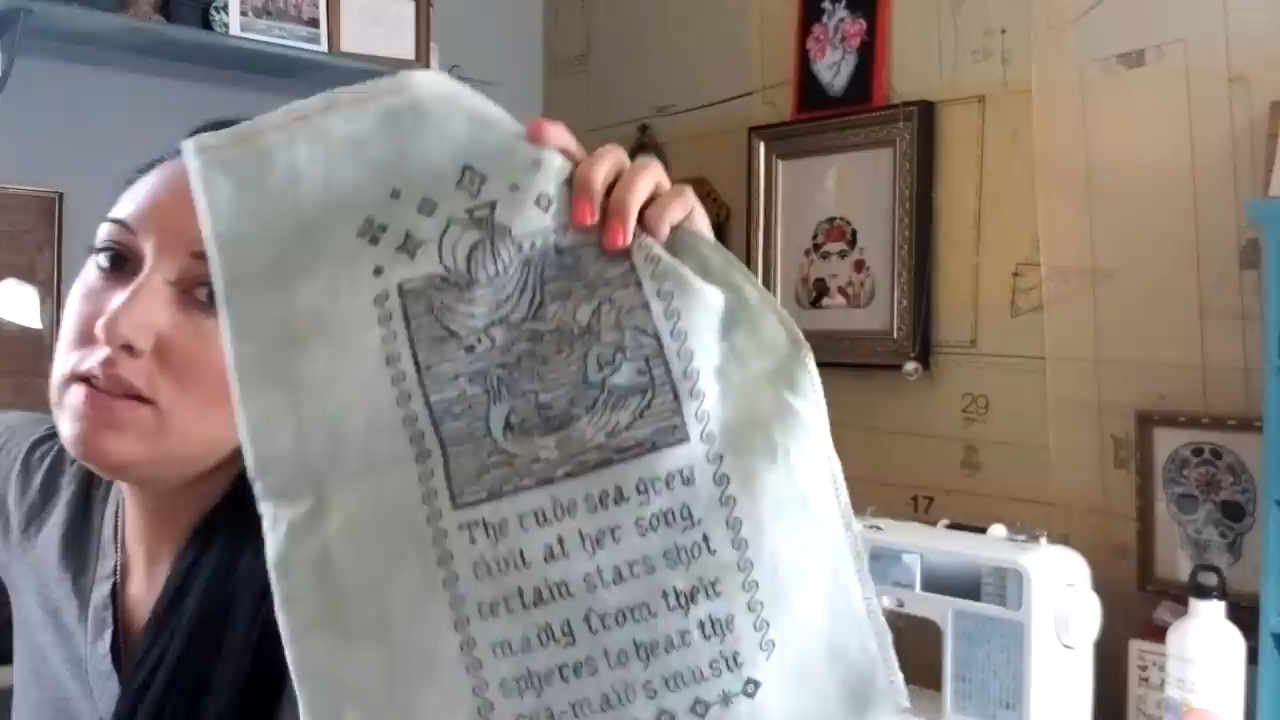 29
17
The rude sea grew
civil at her song,
certain stars shot
madly from their
spheres to hear the
sea-maid's music